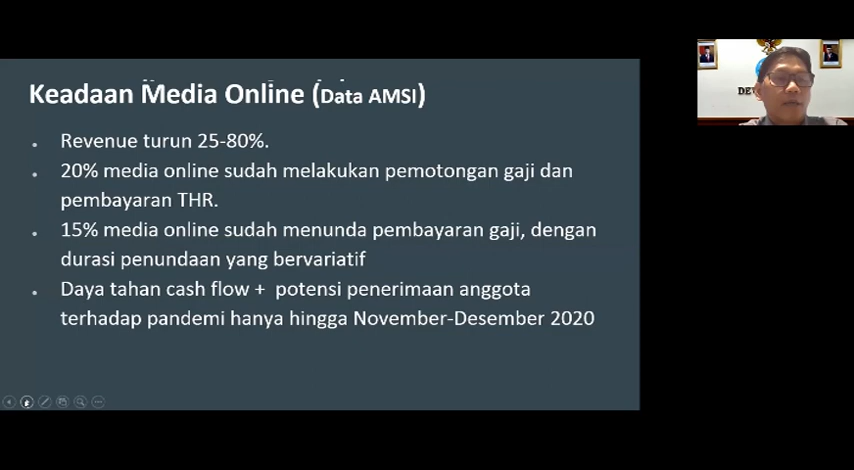 Keadaan Media Online (Data AMSI)
Revenue turun 25-80%.
20% media online sudah melakukan pemotongan gaji dan
pembayaran THR.
15% media online sudah menunda pembayaran gaji, dengan
durasi penundaan yang bervariatif
Daya tahan cash flow + potensi penerimaan anggota
terhadap pandemi hanya hingga November-Desember 2020